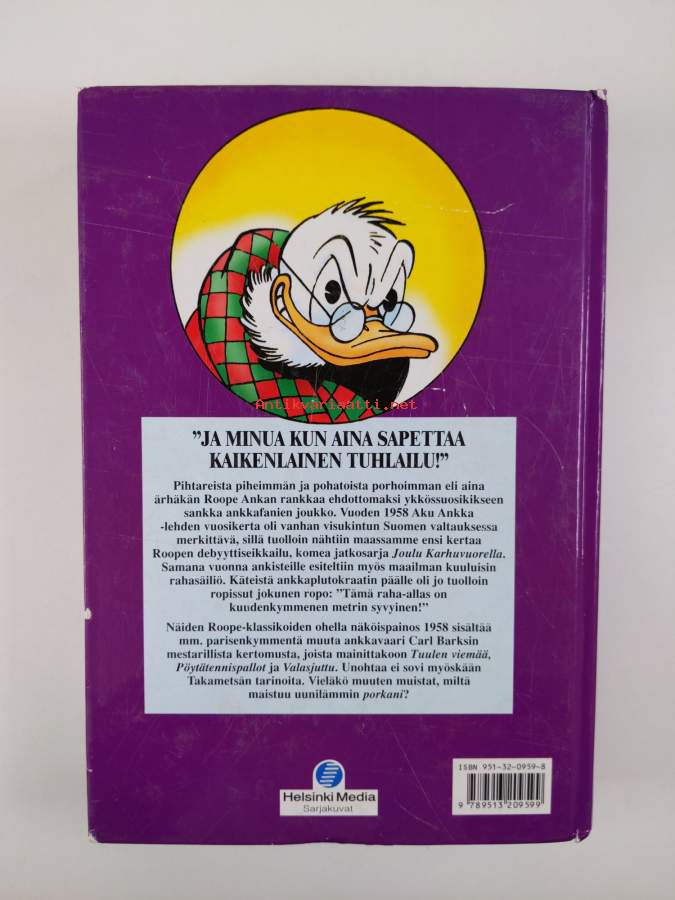 Antikvariaatti.net
”JA MINUA KUN AINA SAPETTAA
KAIKENLAINEN TUHLAILU!”
Pihtareista piheimmän ja pohatoista porhoimman eli aina
ärhäkän Roope Ankan rankkaa ehdottomaksi ykkössuosikikseen
sankka ankkafanien joukko. Vuoden 1958 Aku Ankka
-lehden vuosikerta oli vanhan visukintun Suomen valtauksessa
merkittävä, sillä tuolloin nähtiin maassamme ensi kertaa
Roopen debyyttiseikkailu, komea jatkosarja Joulu Karhuvuorella.
Samana vuonna ankisteille esiteltiin myös maailman kuuluisin
rahasäiliö. Käteistä ankkaplutokraatin päälle oli jo tuolloin
ropissut jokunen ropo: ”Tämä raha-allas on
kuudenkymmenen metrin syvyinen!”
Näiden Roope-klassikoiden ohella näköispainos 1958 sisältää
mm. parisenkymmentä muuta ankkavaari Carl Barksin
mestarillista kertomusta, joista mainittakoon Tuulen viemää,
Pöytätennispallot ja Valasjuttu. Unohtaa ei sovi myöskään
Takametsän tarinoita. Vieläkö muuten muistat, miltä
maistuu uunilämmin porkani?
Helsinki Media
Sarjakuvat
ISBN 951-32-0959-8
9 789513 209599